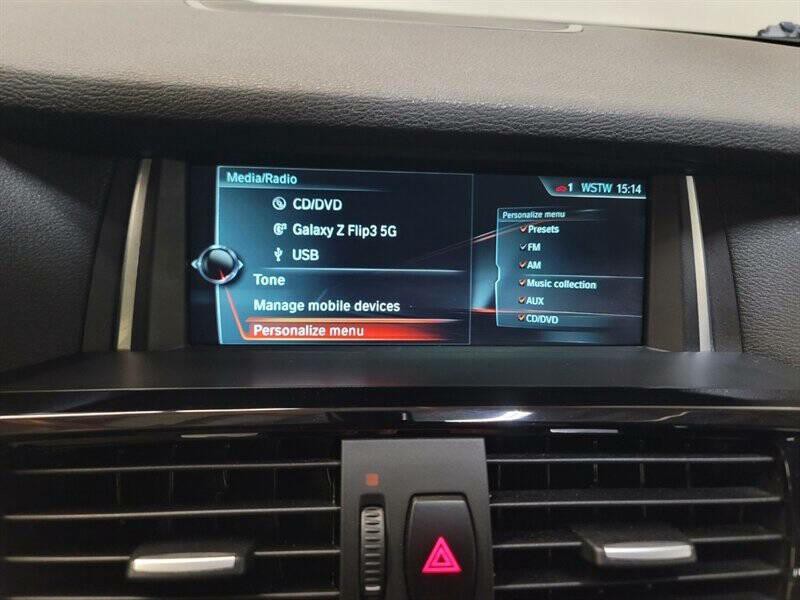 Media/Radio
1 WSTW 15:14
CD/DVD
Galaxy Z Flip3 5G
USB
Tone
Manage mobile devices
Personalize menu
Personalize menu
Presets
FM
AM
Music collection
AUX
CD/DVD